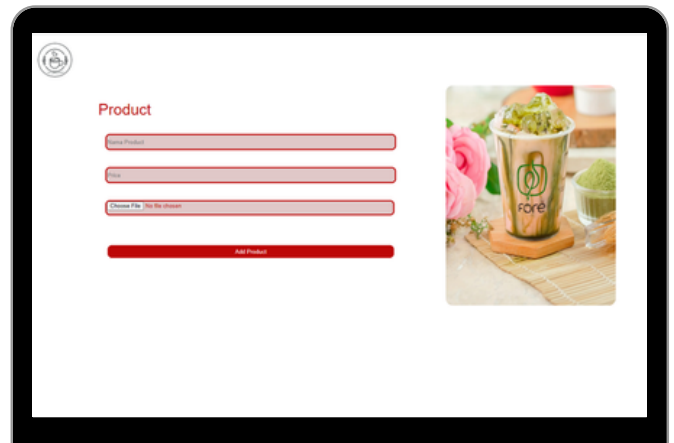 Product
Name Product
Price
Choose File No file chosen
Add Product
FORE